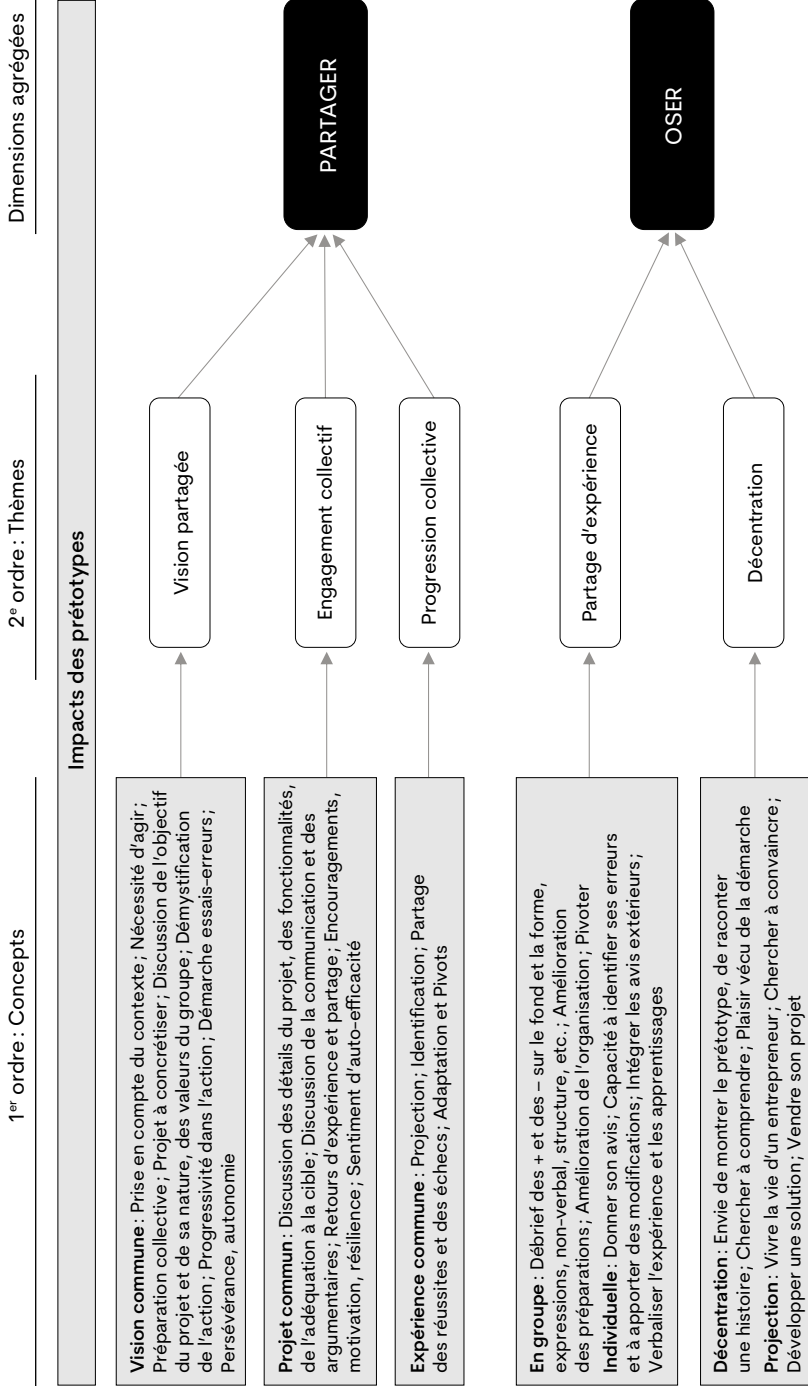 1er ordre : Concepts
2e ordre : Thèmes
Dimensions agrégées
Impacts des prétotypes
Vision commune : Prise en compte du contexte ; Nécessité d'agir ;
Préparation collective ; Projet à concrétiser ; Discussion de l'objectif
du projet et de sa nature, des valeurs du groupe ; Démystification
de l'action ; Progressivité dans l'action ; Démarche essais-erreurs ;
Persévérance, autonomie
Vision partagée
Projet commun : Discussion des détails du projet, des fonctionnalités,
de l'adéquation à la cible ; Discussion de la communication et des
argumentaires ; Retours d'expérience et partage ; Encouragements,
motivation, résilience ; Sentiment d'auto-efficacité
Engagement collectif
Expérience commune : Projection ; Identification ; Partage
des réussites et des échecs ; Adaptation et Pivots
Progression collective
PARTAGER
En groupe : Débrief des + et des – sur le fond et la forme,
expressions, non-verbal, structure, etc. ; Amélioration
des préparations ; Amélioration de l'organisation ; Pivoter
Individuelle : Donner son avis ; Capacité à identifier ses erreurs
et à apporter des modifications ; Intégrer les avis extérieurs ;
Verbaliser l'expérience et les apprentissages
Partage d'expérience
Décentration : Envie de montrer le prétotype, de raconter
une histoire ; Chercher à comprendre ; Plaisir vécu de la démarche
Projection : Vivre la vie d'un entrepreneur ; Chercher à convaincre ;
Développer une solution ; Vendre son projet
Décentration
OSER